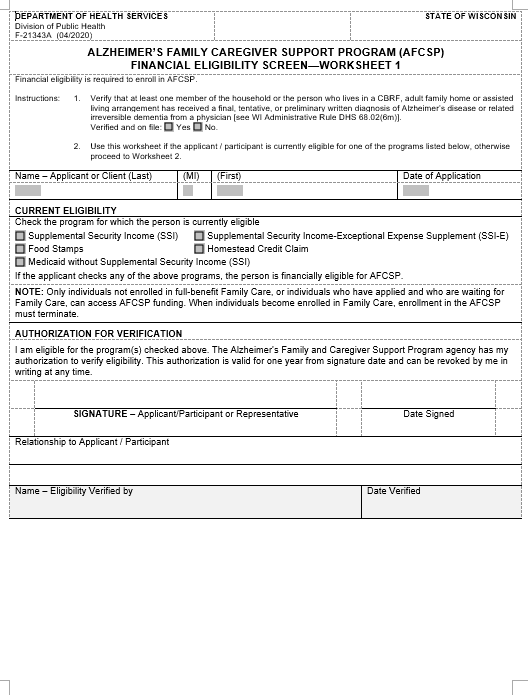 DEPARTMENT OF HEALTH SERVICES
STATE OF WISCONSIN
Division of Public Health
F-21343A (04/2020)
ALZHEIMER'S FAMILY CAREGIVER SUPPORT PROGRAM (AFCSP)
FINANCIAL ELIGIBILITY SCREEN—WORKSHEET 1
Financial eligibility is required to enroll in AFCSP.
Instructions: 1. Verify that at least one member of the household or the person who lives in a CBRF, adult family home or assisted
living arrangement has received a final, tentative, or preliminary written diagnosis of Alzheimer's disease or related
irreversible dementia from a physician [see WI Administrative Rule DHS 68.02(6m)].
Verified and on file: Yes No.
2. Use this worksheet if the applicant / participant is currently eligible for one of the programs listed below, otherwise
proceed to Worksheet 2.
Name – Applicant or Client (Last) (MI) (First) Date of Application
CURRENT ELIGIBILITY
Check the program for which the person is currently eligible
Supplemental Security Income (SSI) Supplemental Security Income-Exceptional Expense Supplement (SSI-E)
Food Stamps Homestead Credit Claim
Medicaid without Supplemental Security Income (SSI)
If the applicant checks any of the above programs, the person is financially eligible for AFCSP.
NOTE: Only individuals not enrolled in full-benefit Family Care, or individuals who have applied and who are waiting for
Family Care, can access AFCSP funding. When individuals become enrolled in Family Care, enrollment in the AFCSP
must terminate.
AUTHORIZATION FOR VERIFICATION
I am eligible for the program(s) checked above. The Alzheimer's Family and Caregiver Support Program agency has my
authorization to verify eligibility. This authorization is valid for one year from signature date and can be revoked by me in
writing at any time.
SIGNATURE – Applicant/Participant or Representative Date Signed
Relationship to Applicant / Participant
Name – Eligibility Verified by Date Verified